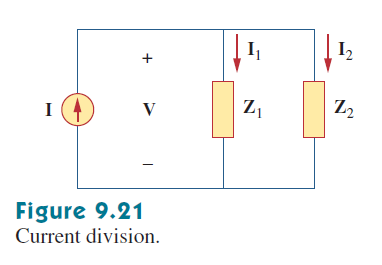 +
I₁
I₂
I
V
Z₁
Z₂
–
Figure 9.21
Current division.